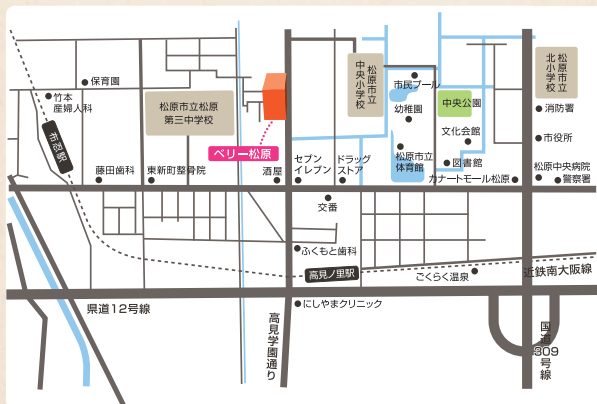 保育園
竹本
産婦人科
布忍駅
松原市立松原
第三中学校
ベリー松原
藤田歯科
東新町整骨院
酒屋
セブン
イレブン
ドラッグ
ストア
松原市立
中央小学校
市民プール
幼稚園
松原市立
体育館
中央公園
文化会館
図書館
カナートモール松原
松原市立
北小学校
消防署
市役所
松原中央病院
警察署
交番
ふくもと歯科
高見ノ里駅
ごくらく温泉
近鉄南大阪線
県道12号線
にしやまクリニック
高見学園通り
国道309号線